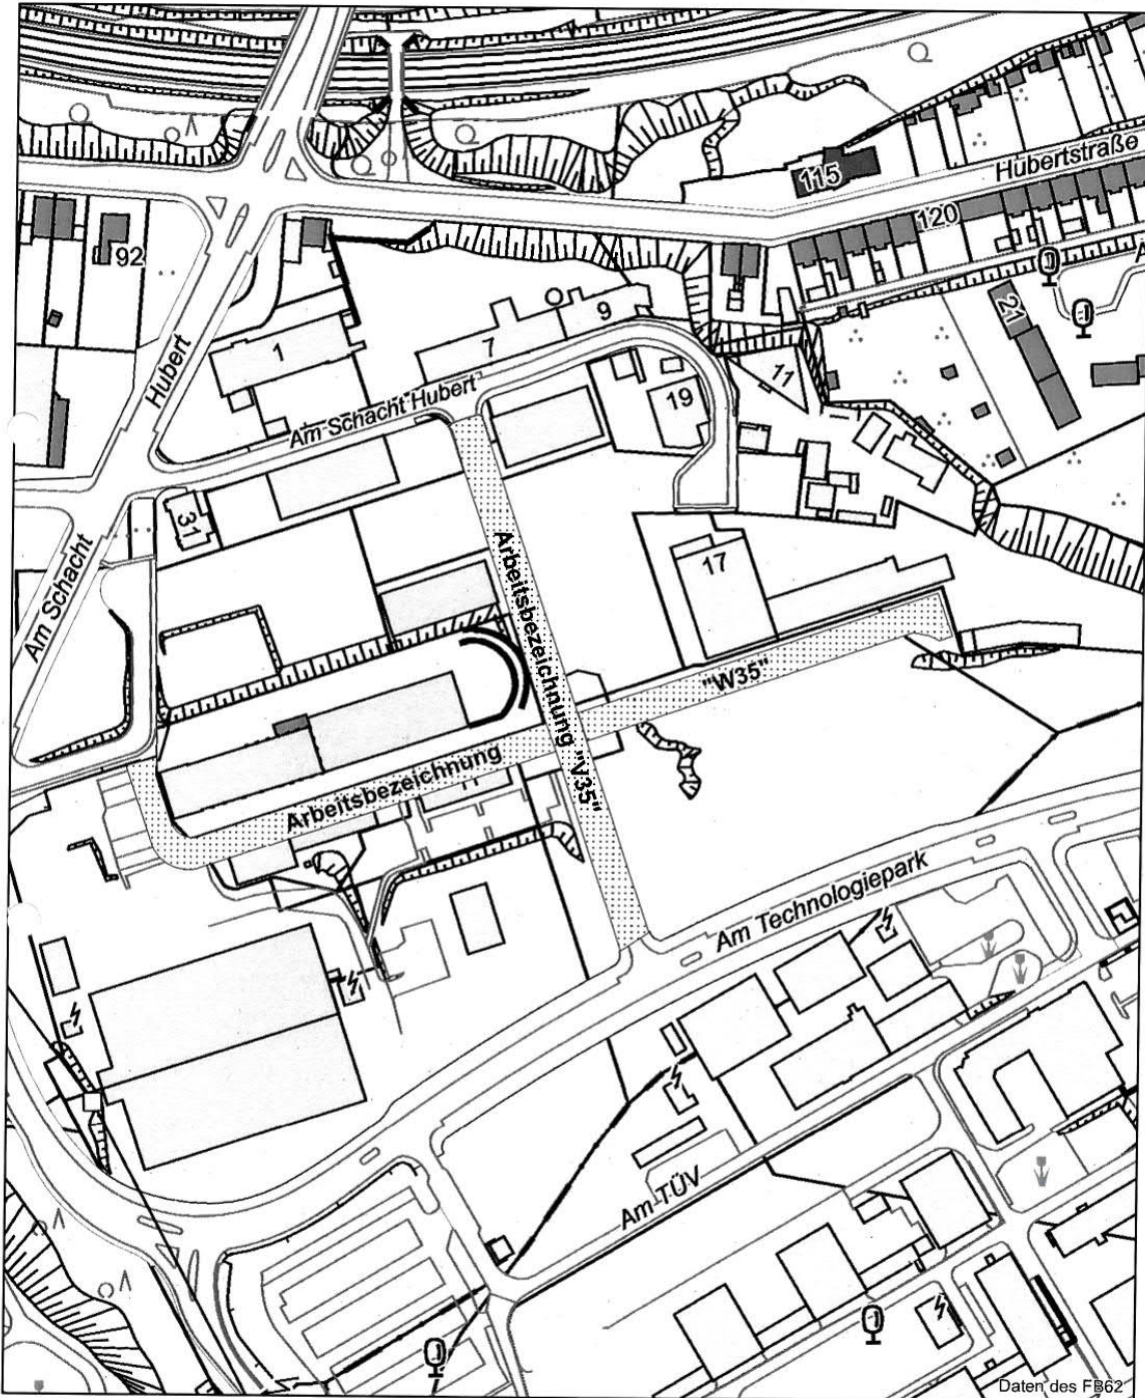 Hubertstraße
115
120
A
92
21
9
7
1
Hubert
11
19
Am Schacht Hubert
31
17
Am Schacht
Arbeitsbezeichnung "V35"
"W35"
Arbeitsbezeichnung
Am Technologiepark
Am TÜV
Daten des FB62